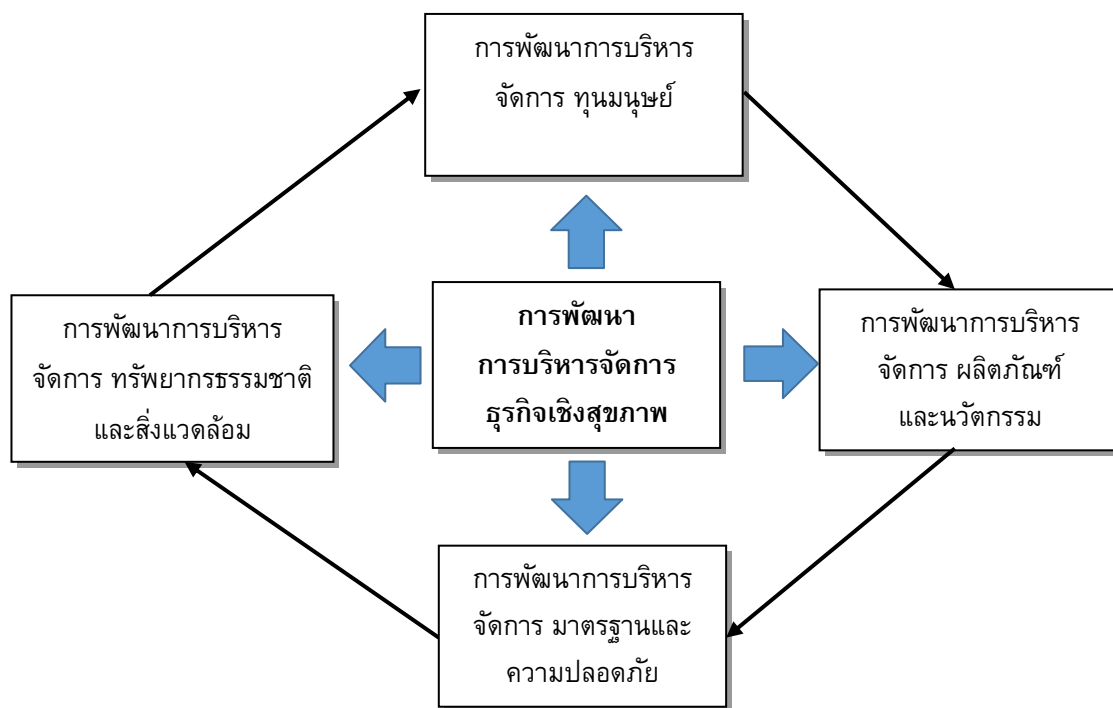 การพัฒนาการบริหาร
จัดการ ทุนมนุษย์
การพัฒนาการบริหาร
จัดการ ทรัพยากรธรรมชาติ
และสิ่งแวดล้อม
การพัฒนา
การบริหารจัดการ
ธุรกิจเชิงสุขภาพ
การพัฒนาการบริหาร
จัดการ ผลิตภัณฑ์
และนวัตกรรม
การพัฒนาการบริหาร
จัดการ มาตรฐานและ
ความปลอดภัย